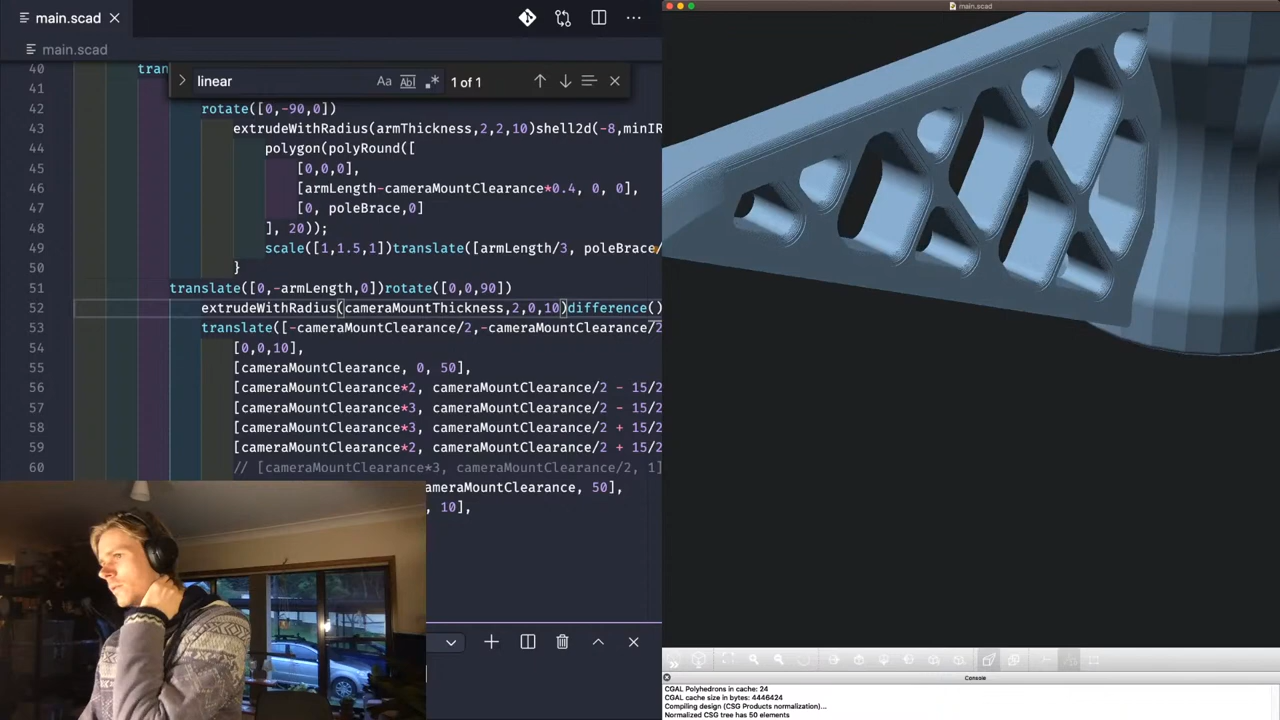 main.scad
main.scad
linear
Aa
ab
1 of 1
40 tran
41
42 rotate([0,-90,0])
43 extrudeWithRadius(armThickness,2,2,10)shell2d(-8,minIR
44 polygon(polyRound([
45 [0,0,0],
46 [armLength-cameraMountClearance*0.4, 0, 0],
47 [0, poleBrace,0]
48 ], 20));
49 scale([1,1.5,1])translate([armLength/3, poleBrace/
50 }
51 translate([0,-armLength,0])rotate([0,0,90])
52 extrudeWithRadius(cameraMountThickness,2,0,10)difference()
53 translate([-cameraMountClearance/2,-cameraMountClearance/2
54 [0,0,10],
55 [cameraMountClearance, 0, 50],
56 [cameraMountClearance*2, cameraMountClearance/2 - 15/2
57 [cameraMountClearance*3, cameraMountClearance/2 - 15/2
58 [cameraMountClearance*3, cameraMountClearance/2 + 15/2
59 [cameraMountClearance*2, cameraMountClearance/2 + 15/2
60 // [cameraMountClearance*3, cameraMountClearance/2, 1]
cameraMountClearance, 50],
10],
main.scad
Console
CGAL Polyhedrons in cache: 24
CGAL cache size in bytes: 4446424
Compiling design (CSG Products normalization)...
Normalized CSG tree has 50 elements